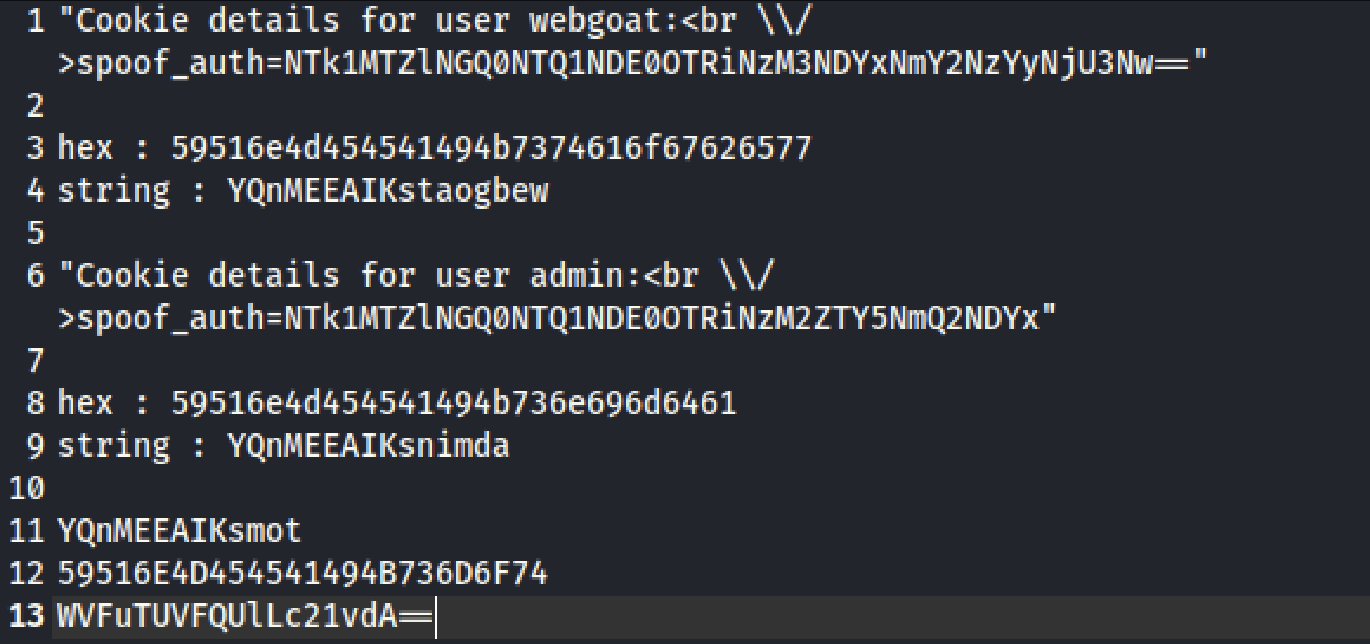 1 "Cookie details for user webgoat:<br \\/
>spoof_auth=NTk1MTZlNGQ0NTQ1NDE0OTRiNzM3NDYxNmY2NzYyNjU3Nw=="
2
3 hex : 59516e4d454541494b7374616f67626577
4 string : YQnMEEAIKstaogbew
5
6 "Cookie details for user admin:<br \\/
>spoof_auth=NTk1MTZlNGQ0NTQ1NDE0OTRiNzM2ZTY5NmQ2NDYx"
7
8 hex : 59516e4d454541494b736e696d6461
9 string : YQnMEEAIKsnimda
10
11 YQnMEEAIKsmot
12 59516E4D454541494B736D6F74
13 WVFuTUVFQUlLc21vdA==